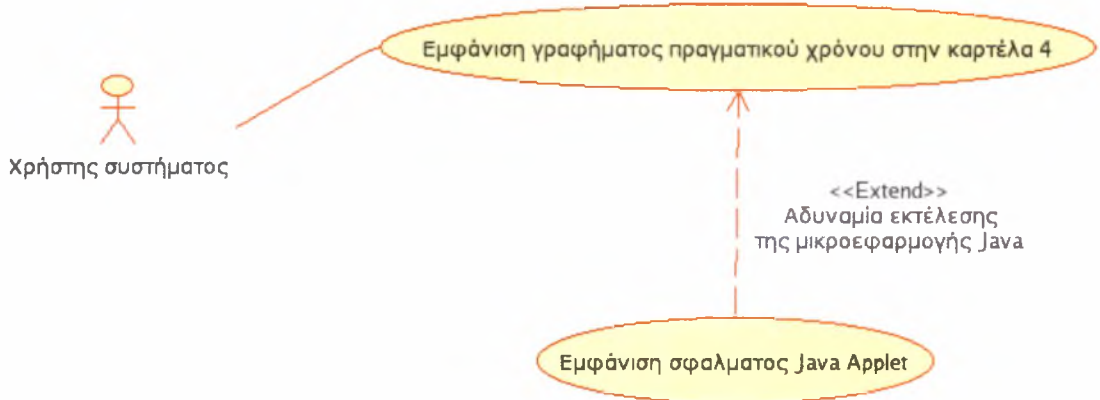 Εμφάνιση γραφήματος πραγματικού χρόνου στην καρτέλα 4
Χρήστης συστήματος
<<Extend>>
Αδυναμία εκτέλεσης
της μικροεφαρμογής Java
Εμφάνιση σφαλματος Java Applet